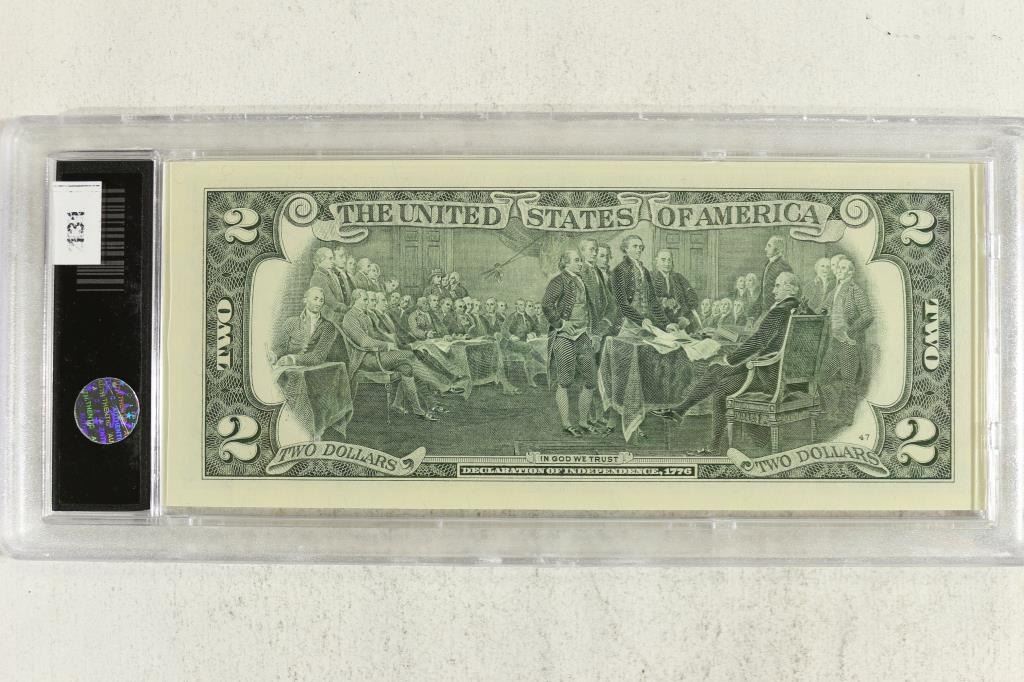 131
2
THE UNITED STATES OF AMERICA
2
TWO
TWO
2
TWO DOLLARS
IN GOD WE TRUST
DECLARATION OF INDEPENDENCE, 1776
47
TWO DOLLARS
2